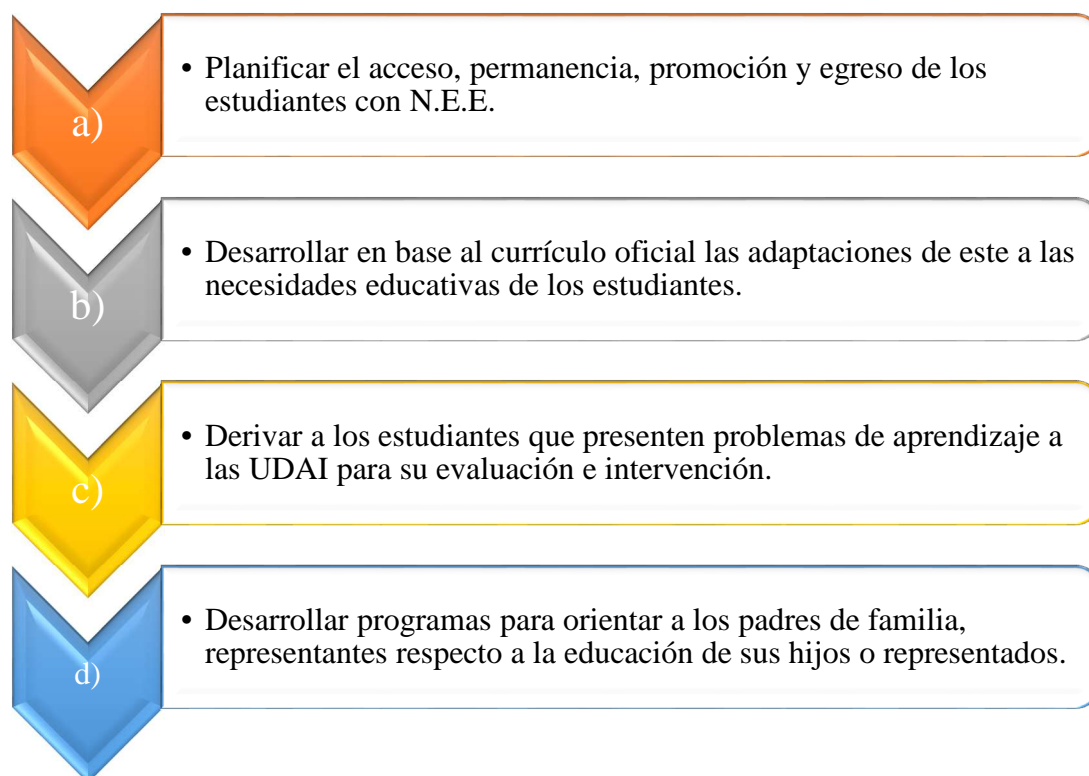 a)
• Planificar el acceso, permanencia, promoción y egreso de los
estudiantes con N.E.E.
b)
• Desarrollar en base al currículo oficial las adaptaciones de este a las
necesidades educativas de los estudiantes.
c)
• Derivar a los estudiantes que presenten problemas de aprendizaje a
las UDAI para su evaluación e intervención.
d)
• Desarrollar programas para orientar a los padres de familia,
representantes respecto a la educación de sus hijos o representados.